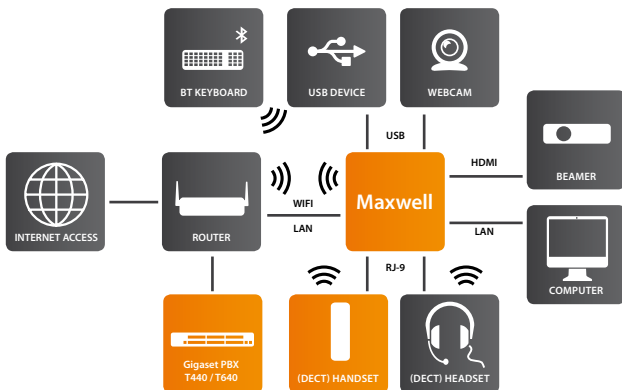 BT KEYBOARD
USB DEVICE
WEBCAM
USB
HDMI
BEAMER
INTERNET ACCESS
ROUTER
WIFI
LAN
Maxwell
LAN
COMPUTER
RJ-9
Gigaset PBX
T440 / T640
(DECT) HANDSET
(DECT) HEADSET